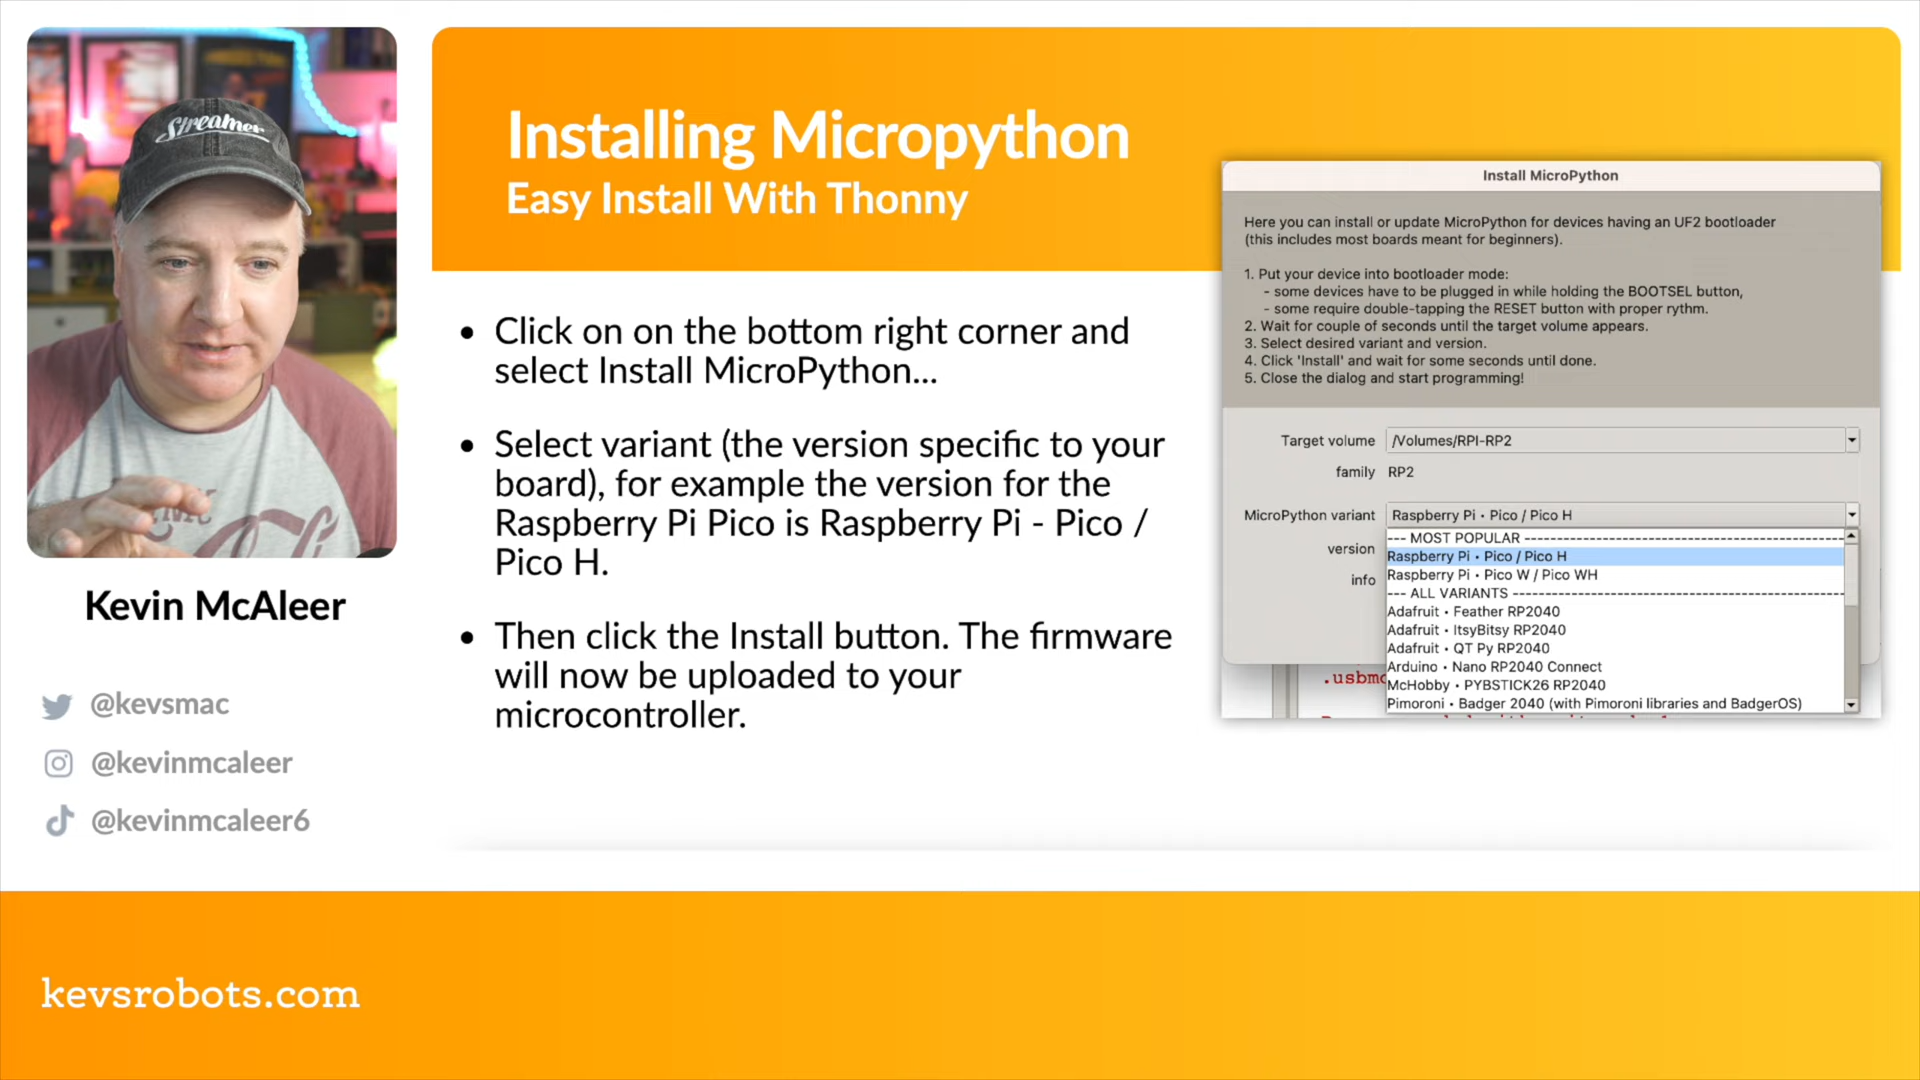 Streamer
Kevin McAleer
@kevsmac
@kevinmcaleer
@kevinmcaleer6
Installing Micropython
Easy Install With Thonny
• Click on on the bottom right corner and
select Install MicroPython...
• Select variant (the version specific to your
board), for example the version for the
Raspberry Pi Pico is Raspberry Pi - Pico /
Pico H.
• Then click the Install button. The firmware
will now be uploaded to your
microcontroller.
Install MicroPython
Here you can install or update MicroPython for devices having an UF2 bootloader
(this includes most boards meant for beginners).
1. Put your device into bootloader mode:
- some devices have to be plugged in while holding the BOOTSEL button,
- some require double-tapping the RESET button with proper rythm.
2. Wait for couple of seconds until the target volume appears.
3. Select desired variant and version.
4. Click 'Install' and wait for some seconds until done.
5. Close the dialog and start programming!
Target volume /Volumes/RPI-RP2
family RP2
MicroPython variant Raspberry Pi • Pico / Pico H
version
info
--- MOST POPULAR ---
Raspberry Pi • Pico / Pico H
Raspberry Pi • Pico W / Pico WH
--- ALL VARIANTS ---
Adafruit • Feather RP2040
Adafruit • ItsyBitsy RP2040
Adafruit • QT Py RP2040
Arduino • Nano RP2040 Connect
McHobby • PYBSTICK26 RP2040
Pimoroni • Badger 2040 (with Pimoroni libraries and BadgerOS)
.usbmo
kevsrobots.com